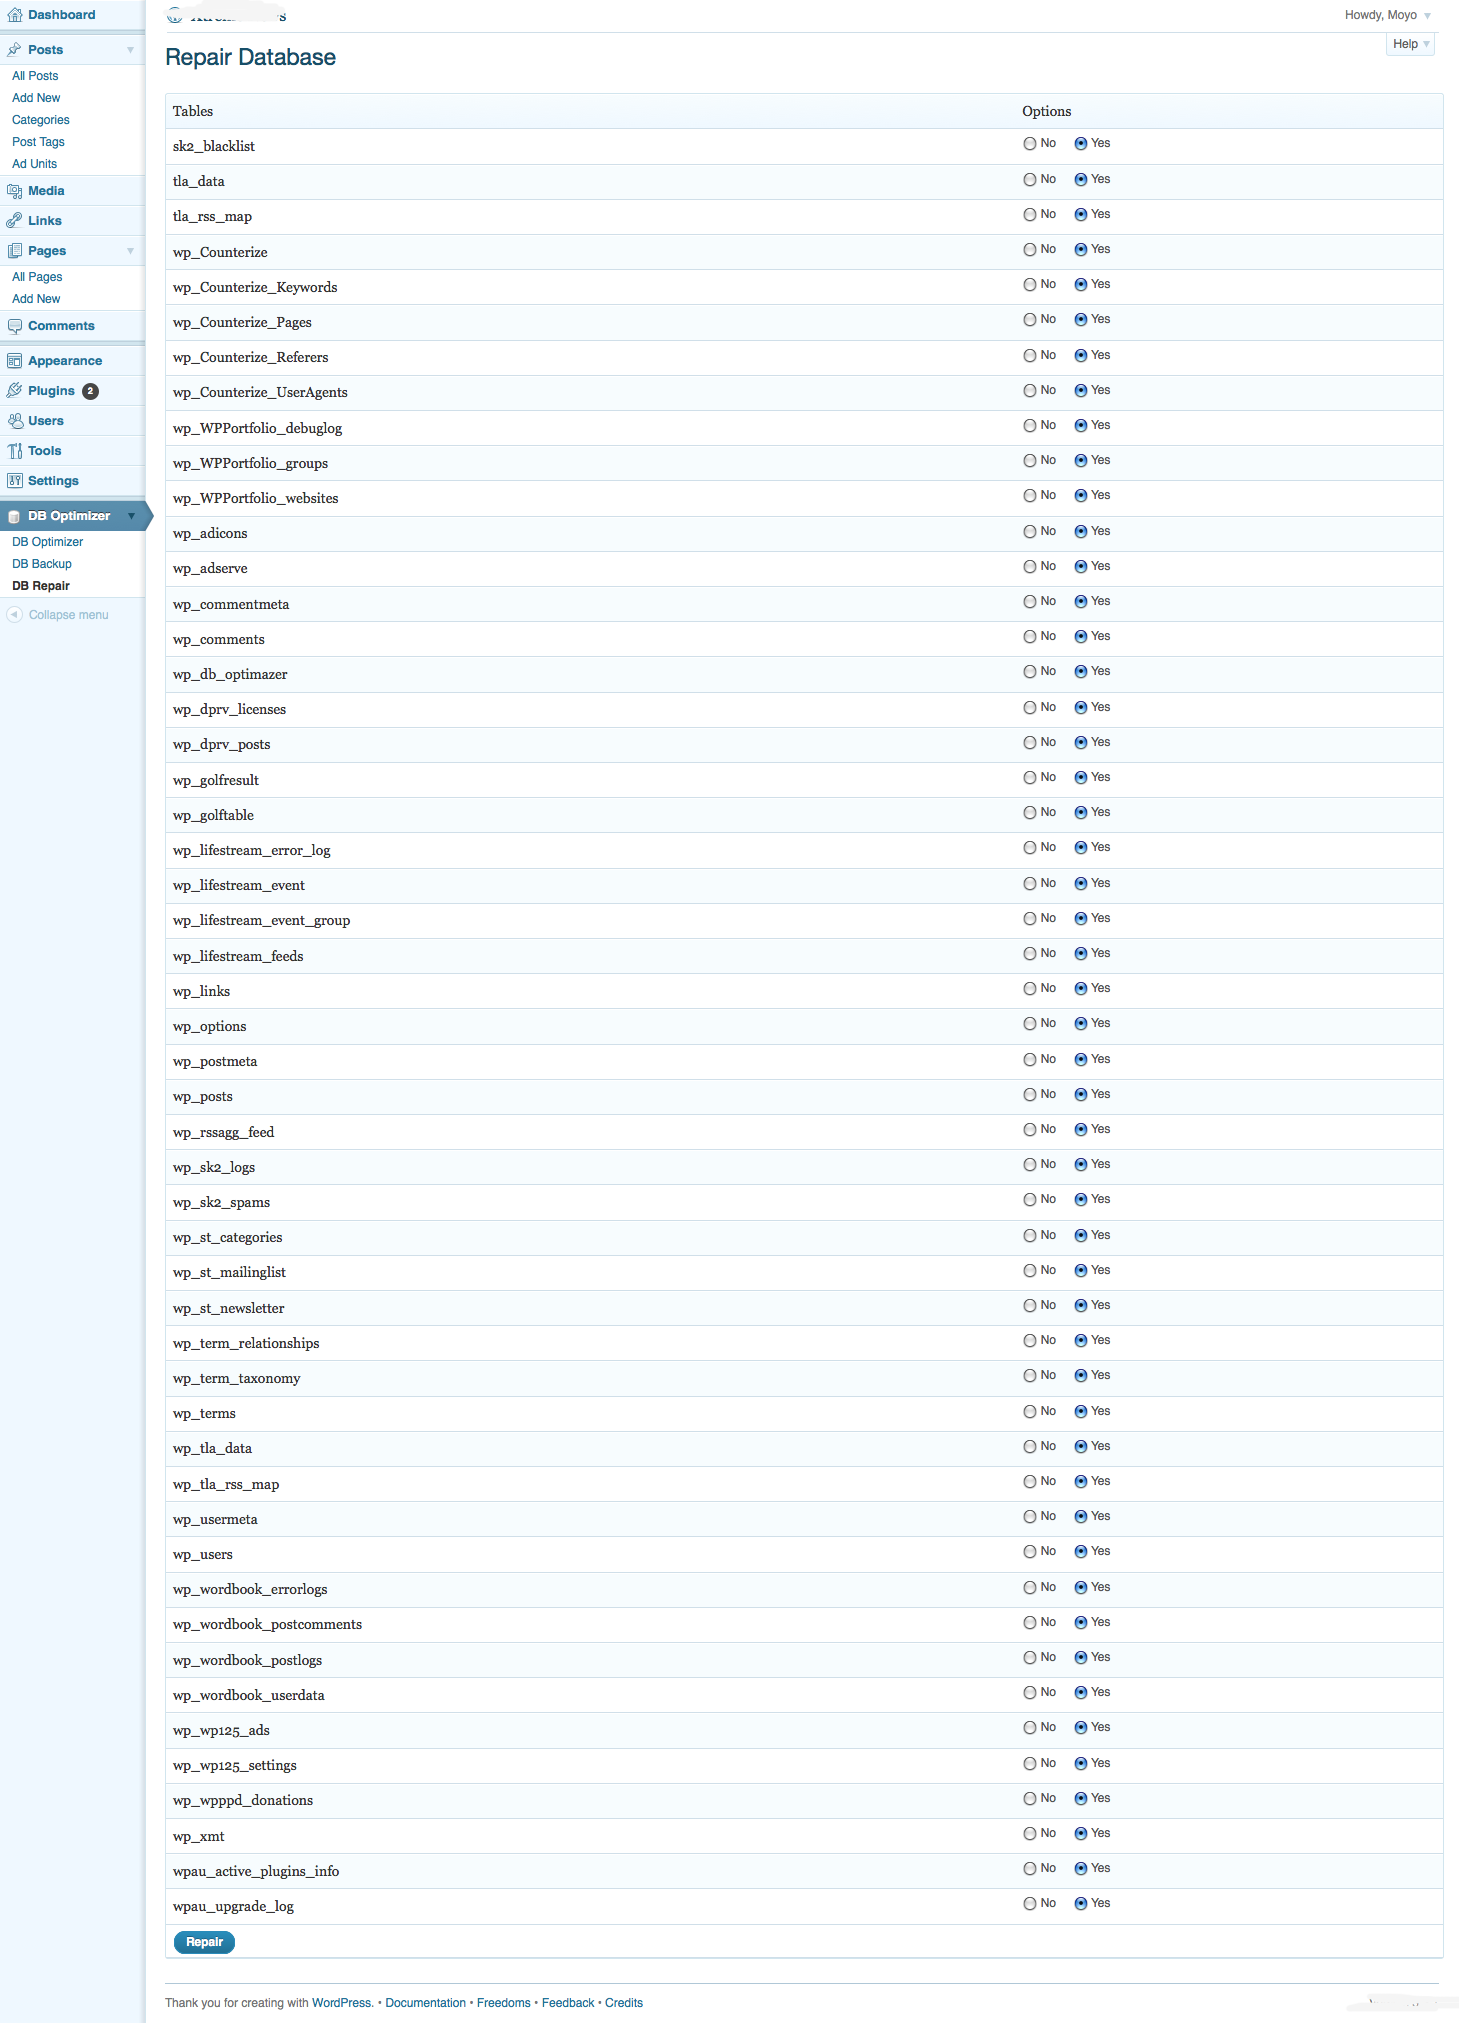 Dashboard
Posts
All Posts
Add New
Categories
Post Tags
Ad Units
Media
Links
Pages
All Pages
Add New
Comments
Appearance
Plugins 2
Users
Tools
Settings
DB Optimizer
DB Optimizer
DB Backup
DB Repair
Collapse menu
Howdy, Moyo
Help
Repair Database
Tables Options
sk2_blacklist No Yes
tla_data No Yes
tla_rss_map No Yes
wp_Counterize No Yes
wp_Counterize_Keywords No Yes
wp_Counterize_Pages No Yes
wp_Counterize_Referers No Yes
wp_Counterize_UserAgents No Yes
wp_WPPortfolio_debuglog No Yes
wp_WPPortfolio_groups No Yes
wp_WPPortfolio_websites No Yes
wp_adicons No Yes
wp_adserve No Yes
wp_commentmeta No Yes
wp_comments No Yes
wp_db_optimazer No Yes
wp_dprv_licenses No Yes
wp_dprv_posts No Yes
wp_golfresult No Yes
wp_golftable No Yes
wp_lifestream_error_log No Yes
wp_lifestream_event No Yes
wp_lifestream_event_group No Yes
wp_lifestream_feeds No Yes
wp_links No Yes
wp_options No Yes
wp_postmeta No Yes
wp_posts No Yes
wp_rssagg_feed No Yes
wp_sk2_logs No Yes
wp_sk2_spams No Yes
wp_st_categories No Yes
wp_st_mailinglist No Yes
wp_st_newsletter No Yes
wp_term_relationships No Yes
wp_term_taxonomy No Yes
wp_terms No Yes
wp_tla_data No Yes
wp_tla_rss_map No Yes
wp_usermeta No Yes
wp_users No Yes
wp_wordbook_errorlogs No Yes
wp_wordbook_postcomments No Yes
wp_wordbook_postlogs No Yes
wp_wordbook_userdata No Yes
wp_wp125_ads No Yes
wp_wp125_settings No Yes
wp_wpppd_donations No Yes
wp_xmt No Yes
wpau_active_plugins_info No Yes
wpau_upgrade_log No Yes
Repair
Thank you for creating with WordPress. • Documentation • Freedoms • Feedback • Credits